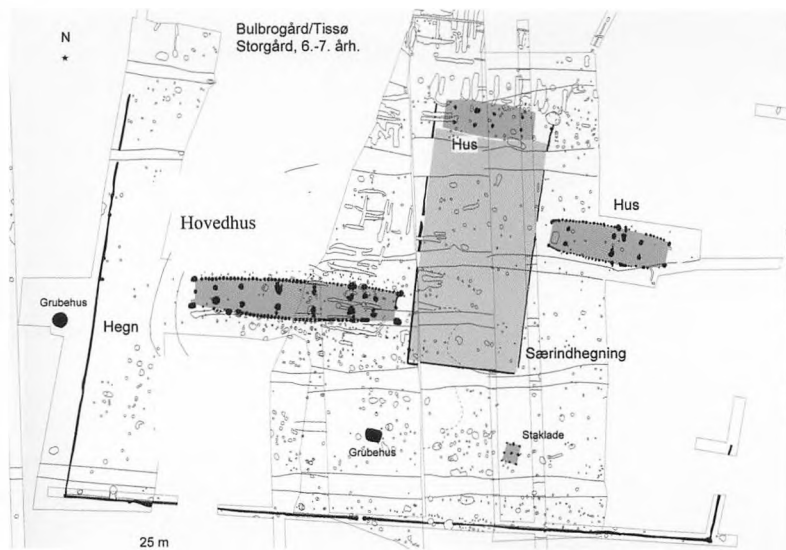 Bulbrogård/Tissø
Storgård, 6.-7. årh.
N
Hus
Hus
Hovedhus
Grubehus
Hegn
Særindhegning
Grubehus
Staklade
25 m